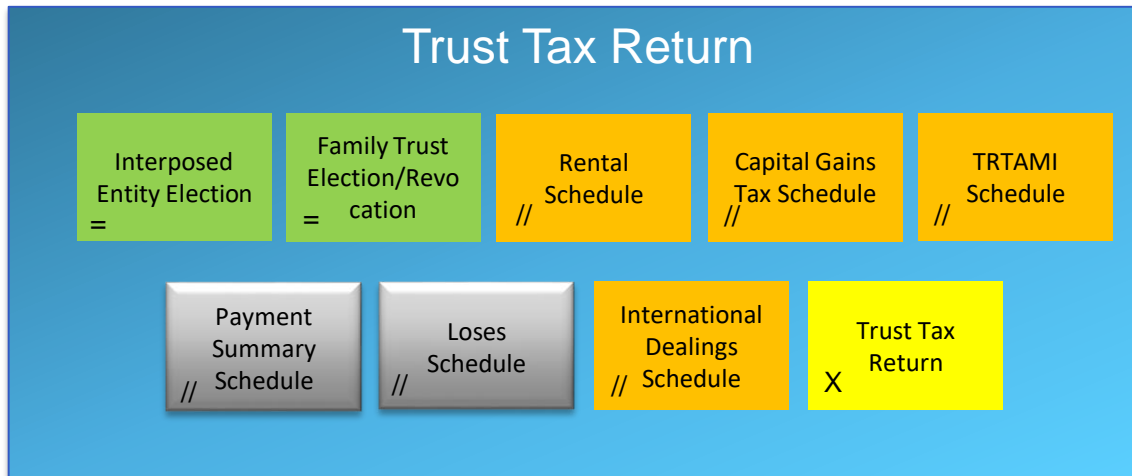 Trust Tax Return
Interposed
Entity Election
=
Family Trust
Election/Revo
cation
=
Rental
Schedule
//
Capital Gains
Tax Schedule
//
TRTAMI
Schedule
//
Payment
Summary
Schedule
//
Loses
Schedule
//
International
Dealings
Schedule
//
Trust Tax
Return
X